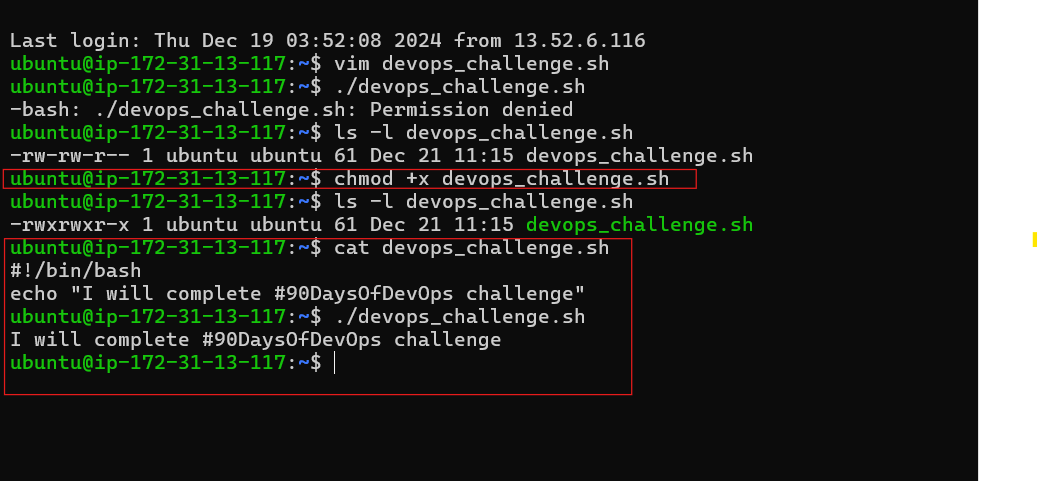 Last login: Thu Dec 19 03:52:08 2024 from 13.52.6.116
ubuntu@ip-172-31-13-117:~$ vim devops_challenge.sh
ubuntu@ip-172-31-13-117:~$ ./devops_challenge.sh
-bash: ./devops_challenge.sh: Permission denied
ubuntu@ip-172-31-13-117:~$ ls -l devops_challenge.sh
-rw-rw-r-- 1 ubuntu ubuntu 61 Dec 21 11:15 devops_challenge.sh
ubuntu@ip-172-31-13-117:~$ chmod +x devops_challenge.sh
ubuntu@ip-172-31-13-117:~$ ls -l devops_challenge.sh
-rwxrwxr-x 1 ubuntu ubuntu 61 Dec 21 11:15 devops_challenge.sh
ubuntu@ip-172-31-13-117:~$ cat devops_challenge.sh
#!/bin/bash
echo "I will complete #90DaysOfDevOps challenge"
ubuntu@ip-172-31-13-117:~$ ./devops_challenge.sh
I will complete #90DaysOfDevOps challenge
ubuntu@ip-172-31-13-117:~$